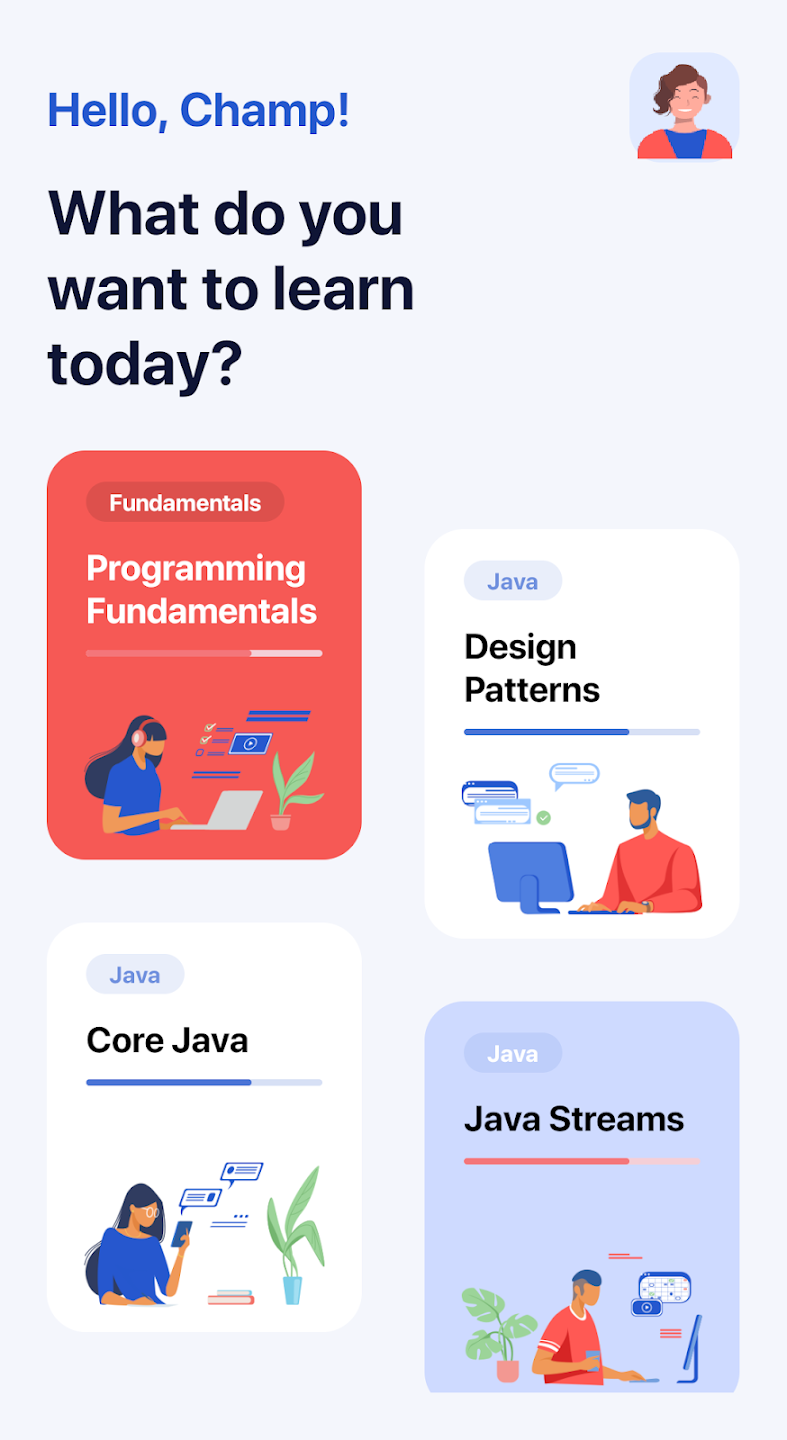 Hello, Champ!
What do you
want to learn
today?
Fundamentals
Programming
Fundamentals
Java
Design
Patterns
Java
Core Java
Java
Java Streams